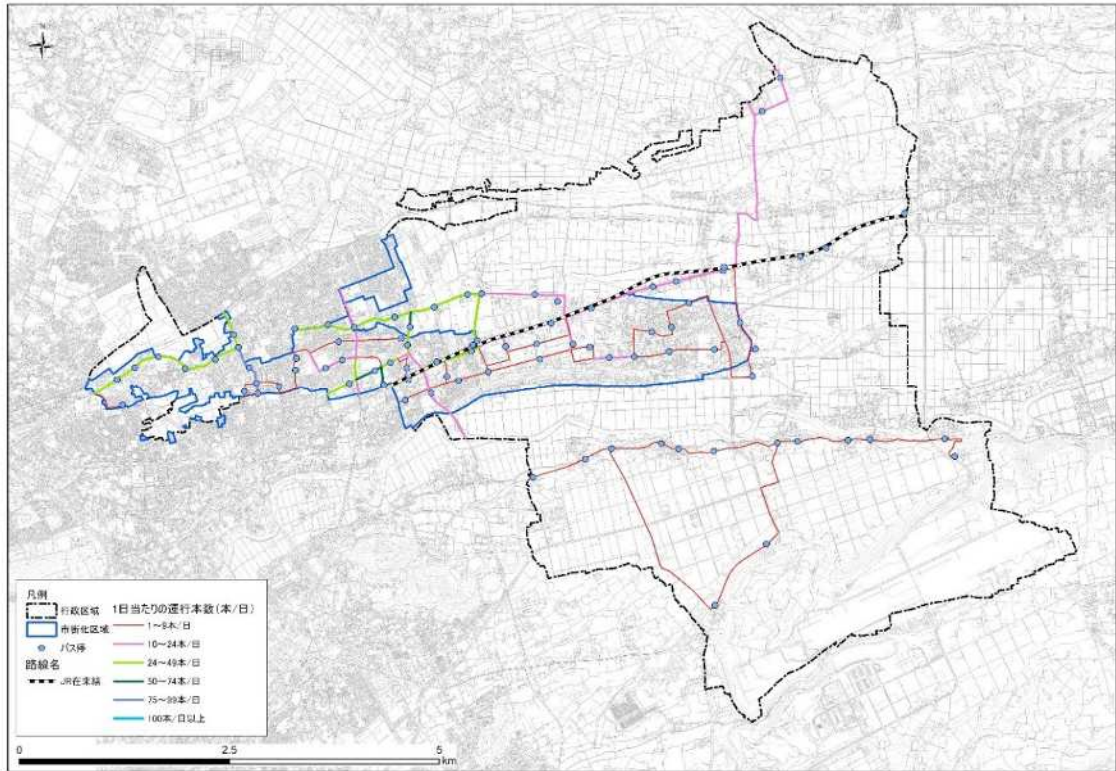 N
凡例
行政区域
市街化区域
バス停
路線名
JR在来線
1日当たりの運行本数(本/日)
1～9本/日
10～24本/日
24～49本/日
50～74本/日
75～99本/日
100本/日以上
0 2.5 5
km